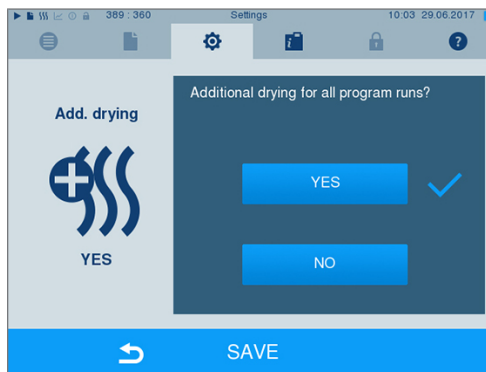 389 : 360 Settings 10:03 29.06.2017
Add. drying
YES
Additional drying for all program runs?
YES
NO
SAVE